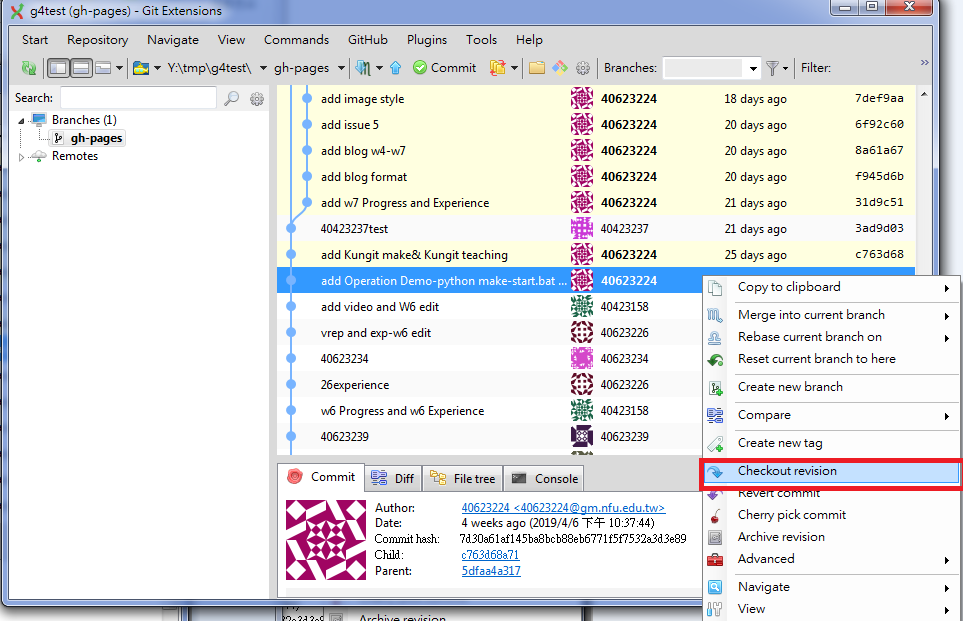 g4test (gh-pages) - Git Extensions
Start Repository Navigate View Commands GitHub Plugins Tools Help
Y:\tmp\g4test\ gh-pages Commit Branches: Filter:
Search:
Branches (1)
gh-pages
Remotes
add image style 40623224 18 days ago 7def9aa
add issue 5 40623224 20 days ago 6f92c60
add blog w4-w7 40623224 20 days ago 8a61a67
add blog format 40623224 20 days ago f945d6b
add w7 Progress and Experience 40623224 21 days ago 31d9c51
40423237test 40423237 21 days ago 3ad9d03
add Kungit make& Kungit teaching 40623224 25 days ago c763d68
add Operation Demo-python make-start.bat ... 40623224
add video and W6 edit 40423158
vrep and exp-w6 edit 40623226
40623234 40623234
26experience 40623226
w6 Progress and w6 Experience 40423158
40623239 40623239
Copy to clipboard
Merge into current branch
Rebase current branch on
Reset current branch to here
Create new branch
Compare
Create new tag
Checkout revision
Revert commit
Cherry pick commit
Archive revision
Advanced
Navigate
View
Commit Diff File tree Console
Author: 40623224 <40623224@gm.nfu.edu.tw>
Date: 4 weeks ago (2019/4/6 下午 10:37:44)
Commit hash: 7d30a61af145ba8bcb88eb6771f5f7532a3d3e89
Child: c763d68a71
Parent: 5dfaa4a317
Archive revision